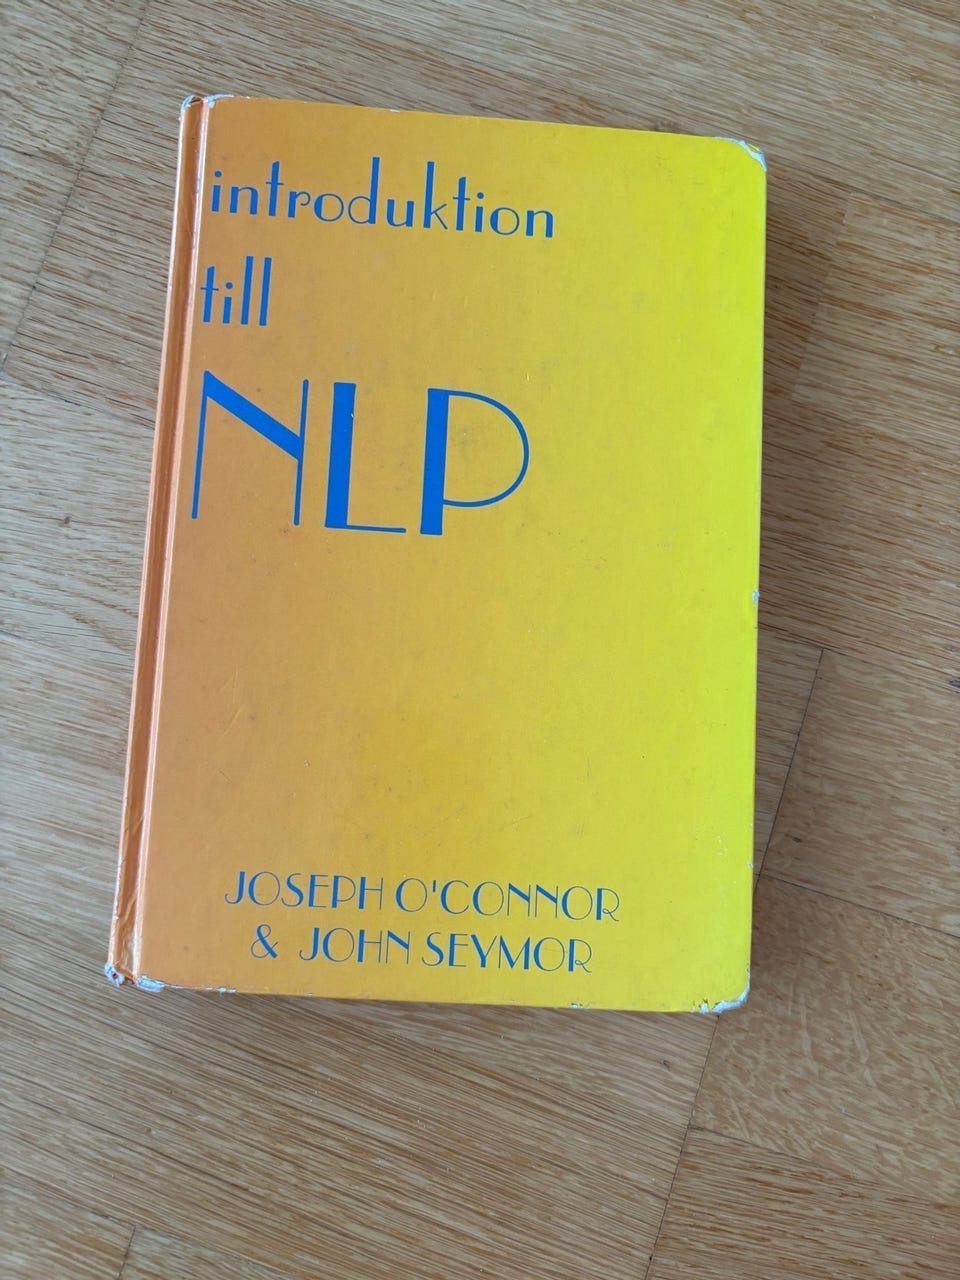 introduktion
till
NLP
JOSEPH O'CONNOR
& JOHN SEYMOR